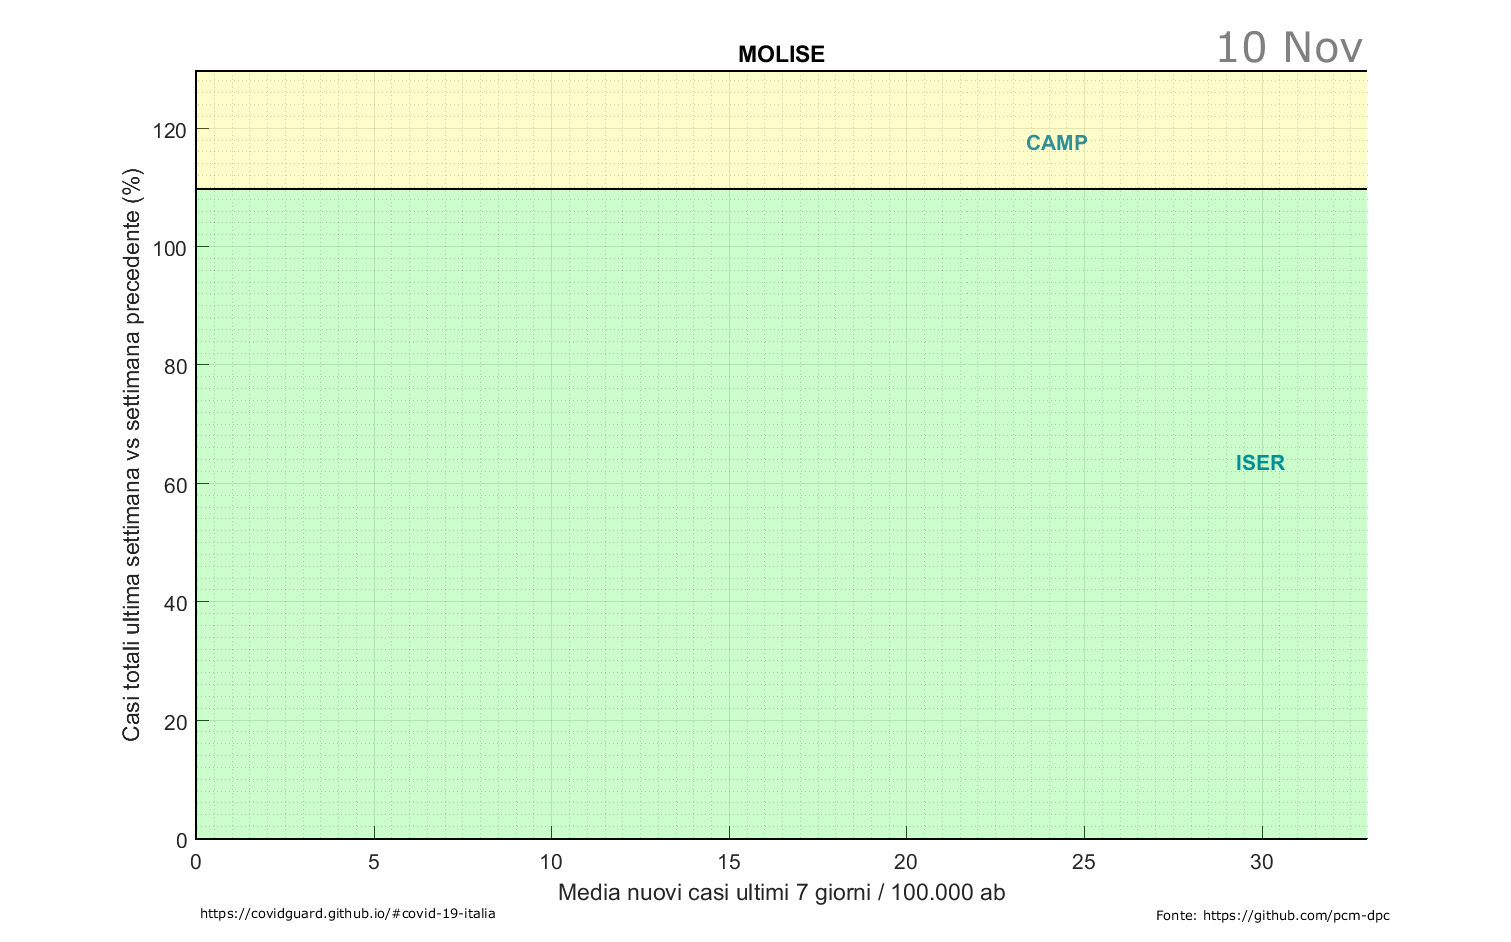 MOLISE
10 Nov
Casi totali ultima settimana vs settimana precedente (%)
120
100
80
60
40
20
0
CAMP
ISER
0 5 10 15 20 25 30
Media nuovi casi ultimi 7 giorni / 100.000 ab
https://covidguard.github.io/#covid-19-italia
Fonte: https://github.com/pcm-dpc